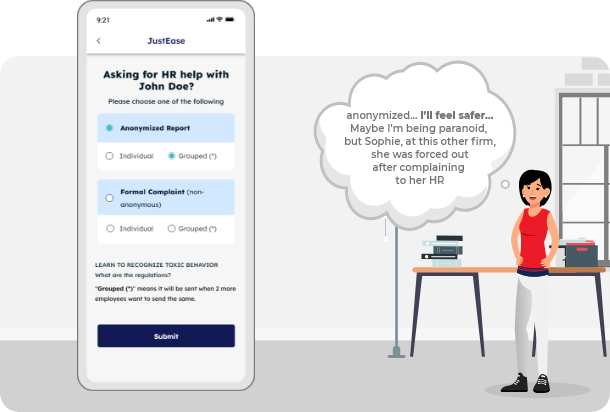 9:21
JustEase
Asking for HR help with
John Doe?
Please choose one of the following
Anonymized Report
Individual
Grouped (*)
Formal Complaint (non-
anonymous)
Individual
Grouped (*)
LEARN TO RECOGNIZE TOXIC BEHAVIOR
What are the regulations?
"Grouped (*)" means it will be sent when 2 more
employees want to send the same.
Submit
anonymized... I'll feel safer...
Maybe I'm being paranoid,
but Sophie, at this other firm,
she was forced out
after complaining
to her HR